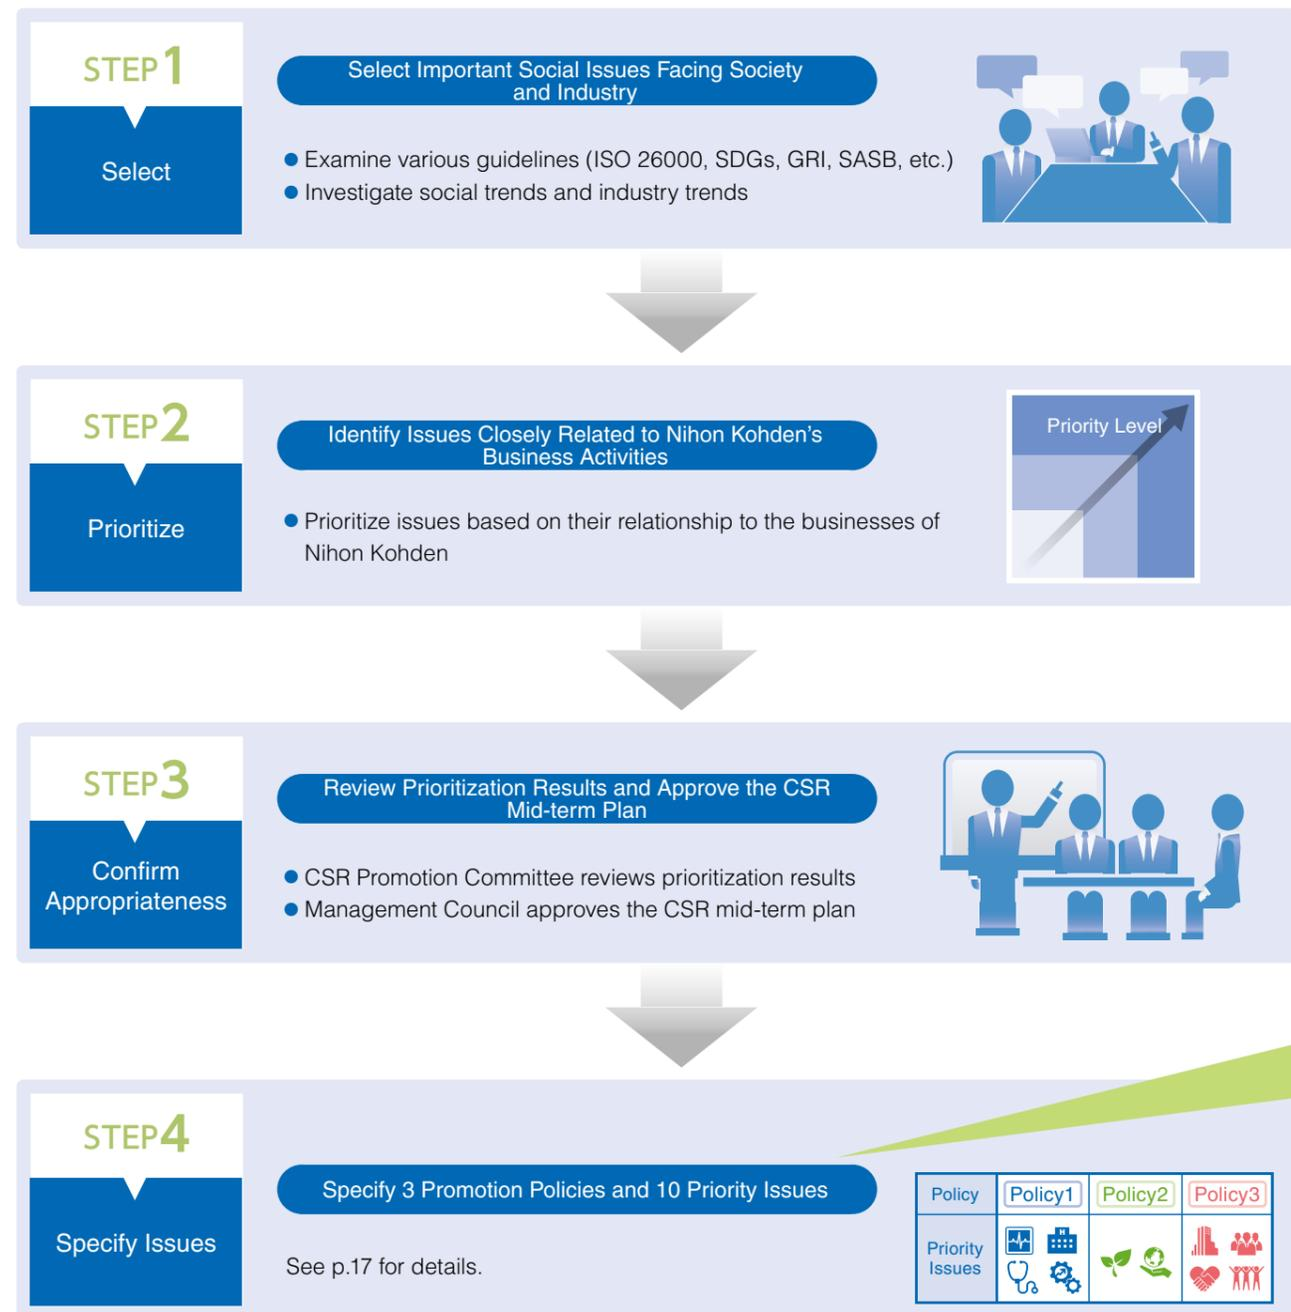 STEP1
Select
Select Important Social Issues Facing Society
and Industry
● Examine various guidelines (ISO 26000, SDGs, GRI, SASB, etc.)
● Investigate social trends and industry trends
STEP2
Prioritize
Identify Issues Closely Related to Nihon Kohden’s
Business Activities
● Prioritize issues based on their relationship to the businesses of
Nihon Kohden
Priority Level
STEP3
Confirm
Appropriateness
Review Prioritization Results and Approve the CSR
Mid-term Plan
● CSR Promotion Committee reviews prioritization results
● Management Council approves the CSR mid-term plan
STEP4
Specify Issues
Specify 3 Promotion Policies and 10 Priority Issues
See p.17 for details.
Policy Policy1 Policy2 Policy3
Priority
Issues
H